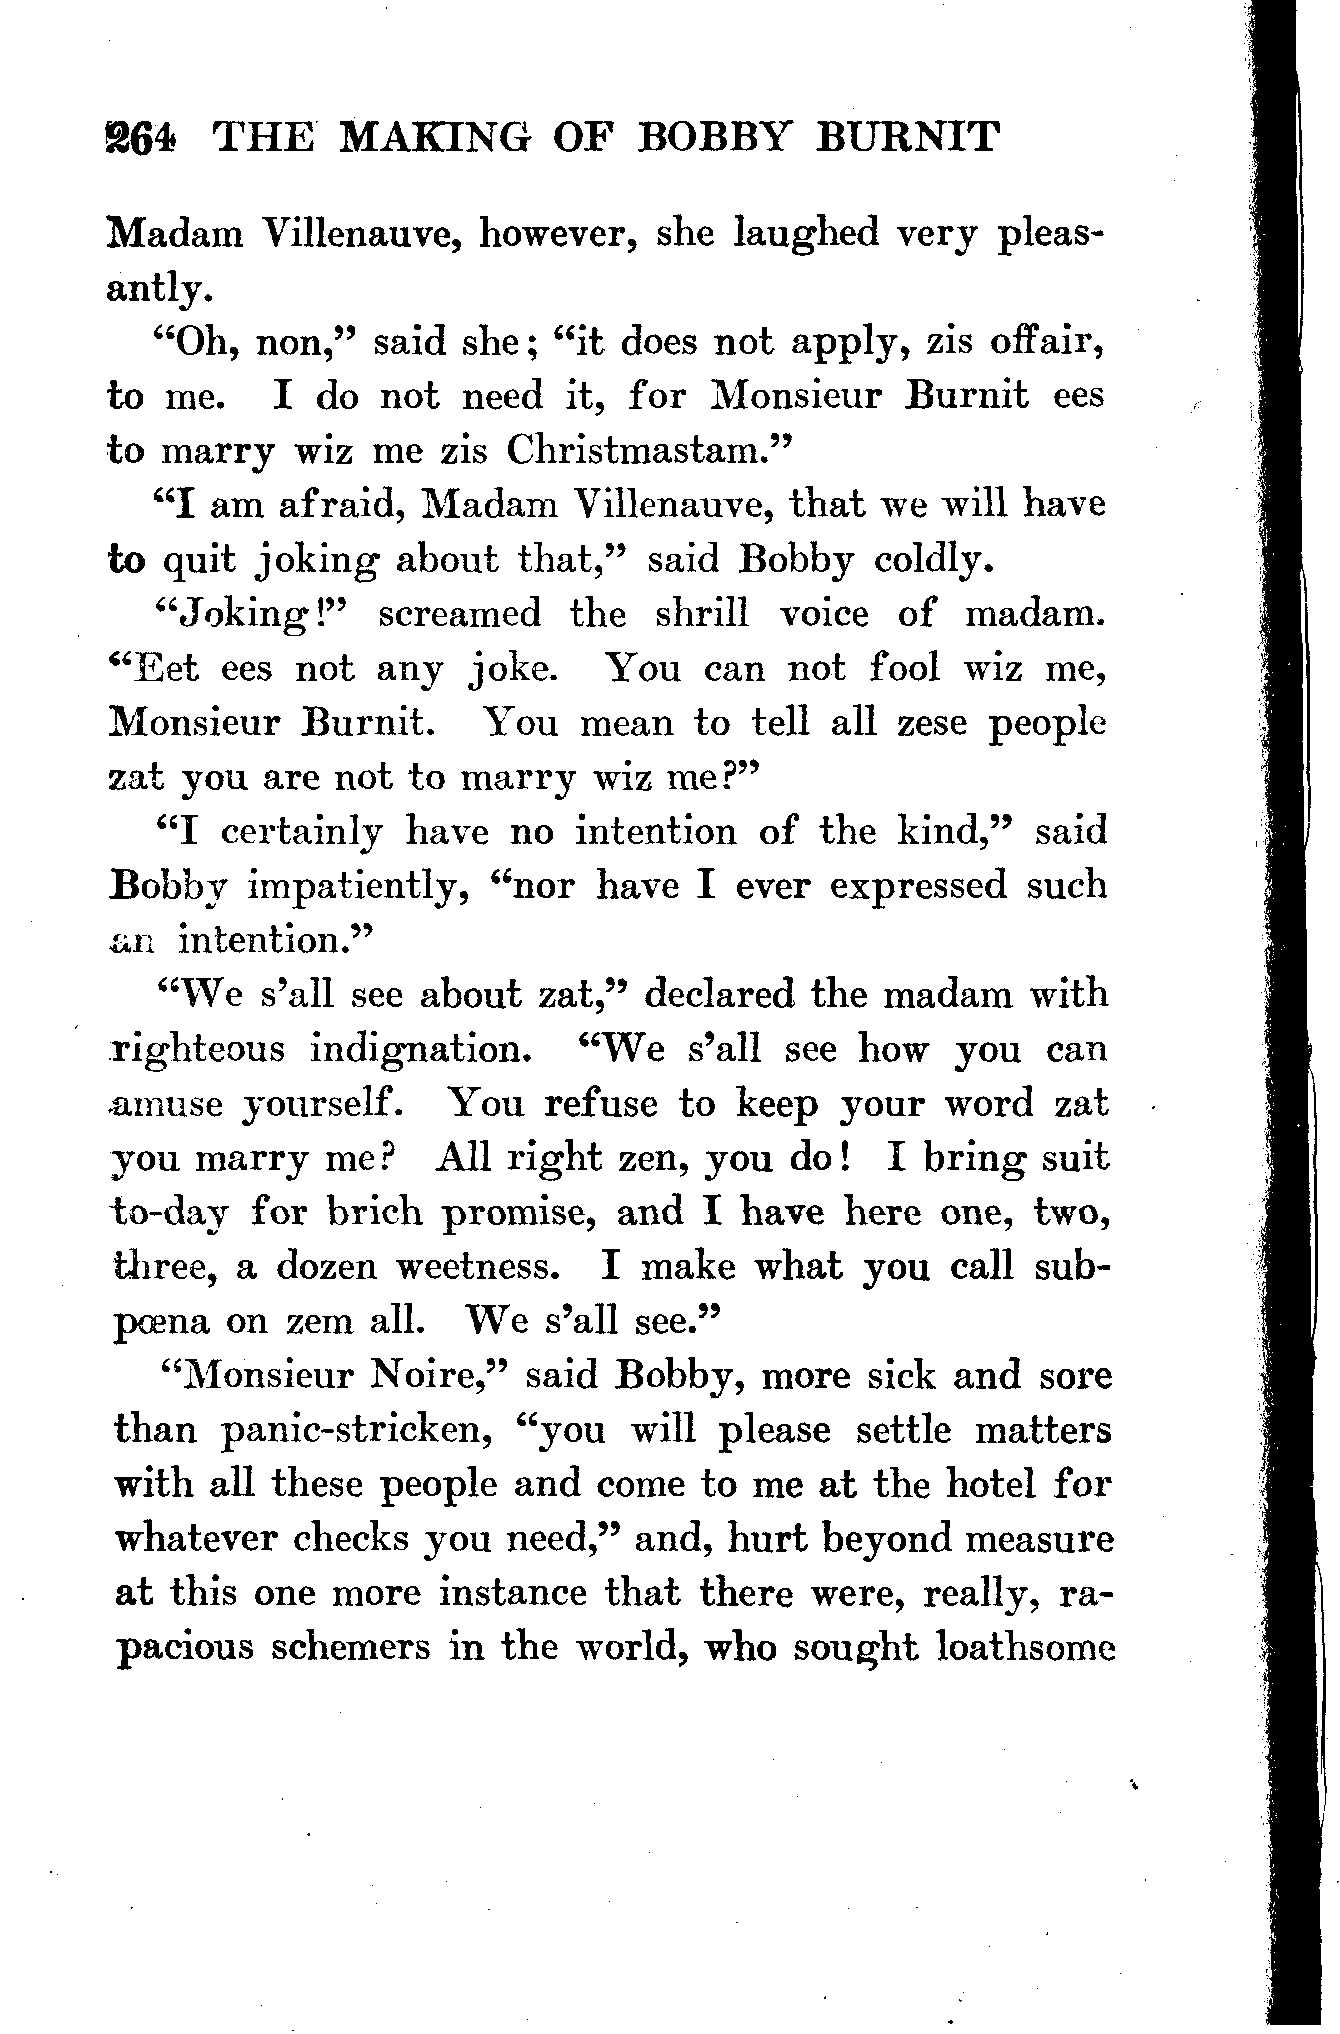 264 THE MAKING OF BOBBY BURNIT
Madam Villenauve, however, she laughed very pleas-
antly.
“Oh, non,” said she; “it does not apply, zis offair,
to me. I do not need it, for Monsieur Burnit ees
to marry wiz me zis Christmastam.”
“I am afraid, Madam Villenauve, that we will have
to quit joking about that,” said Bobby coldly.
“Joking!” screamed the shrill voice of madam.
“Eet ees not any joke. You can not fool wiz me,
Monsieur Burnit. You mean to tell all zese people
zat you are not to marry wiz me?”
“I certainly have no intention of the kind,” said
Bobby impatiently, “nor have I ever expressed such
an intention.”
“We s’all see about zat,” declared the madam with
righteous indignation. “We s’all see how you can
amuse yourself. You refuse to keep your word zat
you marry me? All right zen, you do! I bring suit
to-day for brich promise, and I have here one, two,
three, a dozen weetness. I make what you call sub-
pœna on zem all. We s’all see.”
“Monsieur Noire,” said Bobby, more sick and sore
than panic-stricken, “you will please settle matters
with all these people and come to me at the hotel for
whatever checks you need,” and, hurt beyond measure
at this one more instance that there were, really, ra-
pacious schemers in the world, who sought loathsome